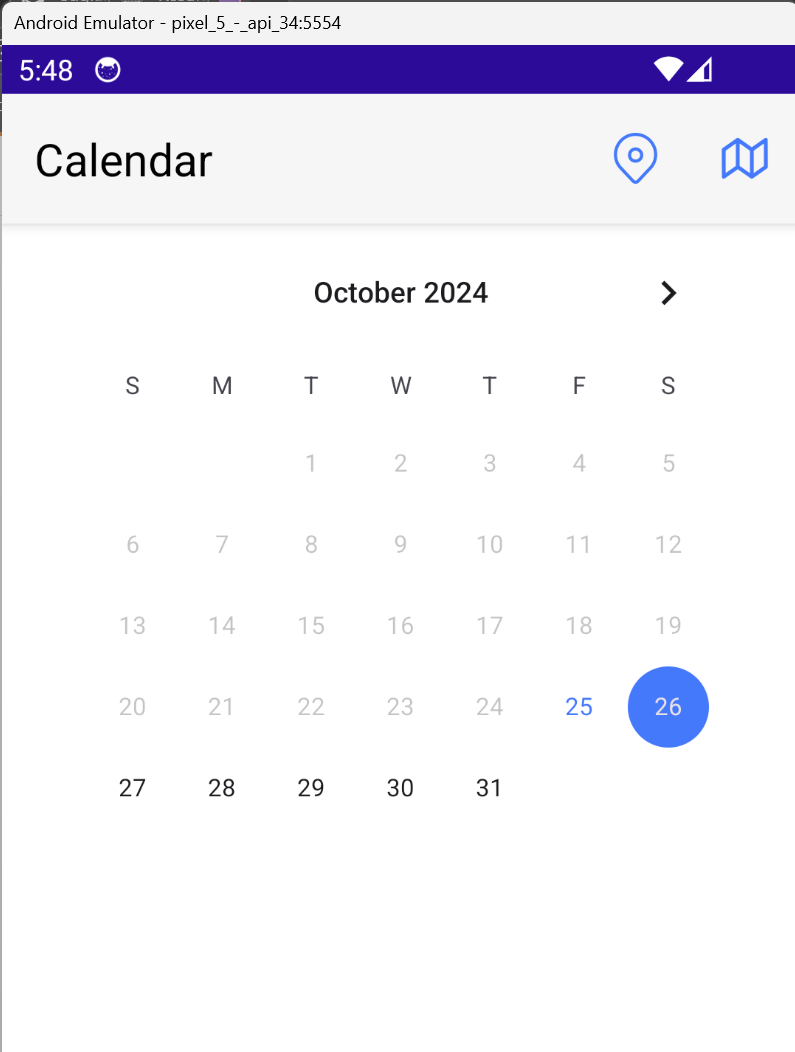 Android Emulator - pixel_5_-_api_34:5554
5:48
Calendar
October 2024
S M T W T F S
1 2 3 4 5
6 7 8 9 10 11 12
13 14 15 16 17 18 19
20 21 22 23 24 25 26
27 28 29 30 31